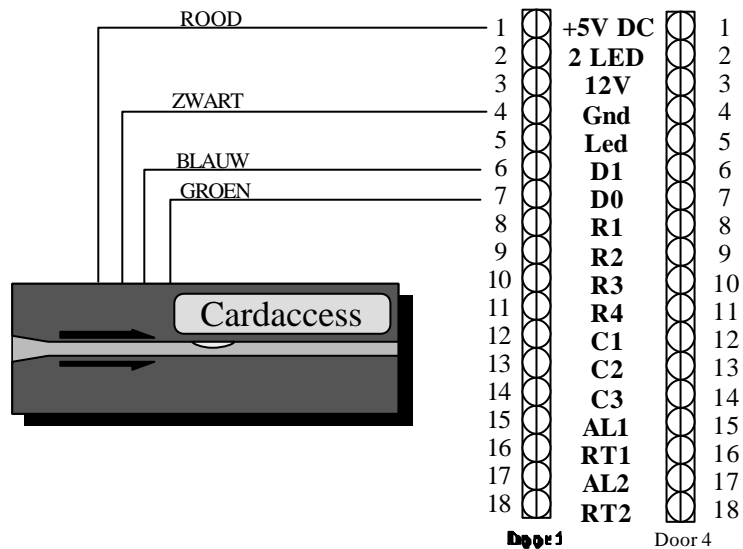 ROOD 1 +5V DC 1
2 2 LED 2
3 12V 3
ZWART 4 Gnd 4
5 Led 5
BLAUW 6 D1 6
GROEN 7 D0 7
8 R1 8
9 R2 9
10 R3 10
11 R4 11
Cardaccess
12 C1 12
13 C2 13
14 C3 14
15 AL1 15
16 RT1 16
17 AL2 17
18 RT2 18
Door 4